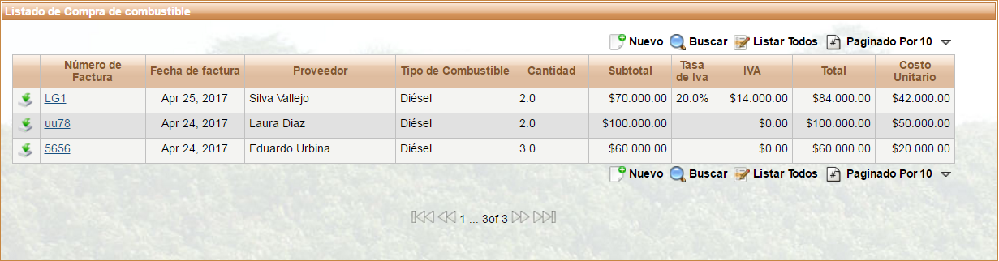 Listado de Compra de combustible
Nuevo Buscar Listar Todos # Paginado Por 10
Número de Factura Fecha de factura Proveedor Tipo de Combustible Cantidad Subtotal Tasa de Iva IVA Total Costo Unitario
LG1 Apr 25, 2017 Silva Vallejo Diésel 2.0 $70.000.00 20.0% $14.000.00 $84.000.00 $42.000.00
uu78 Apr 24, 2017 Laura Diaz Diésel 2.0 $100.000.00 $0.00 $100.000.00 $50.000.00
5656 Apr 24, 2017 Eduardo Urbina Diésel 3.0 $60.000.00 $0.00 $60.000.00 $20.000.00
Nuevo Buscar Listar Todos # Paginado Por 10
1 ... 3of 3